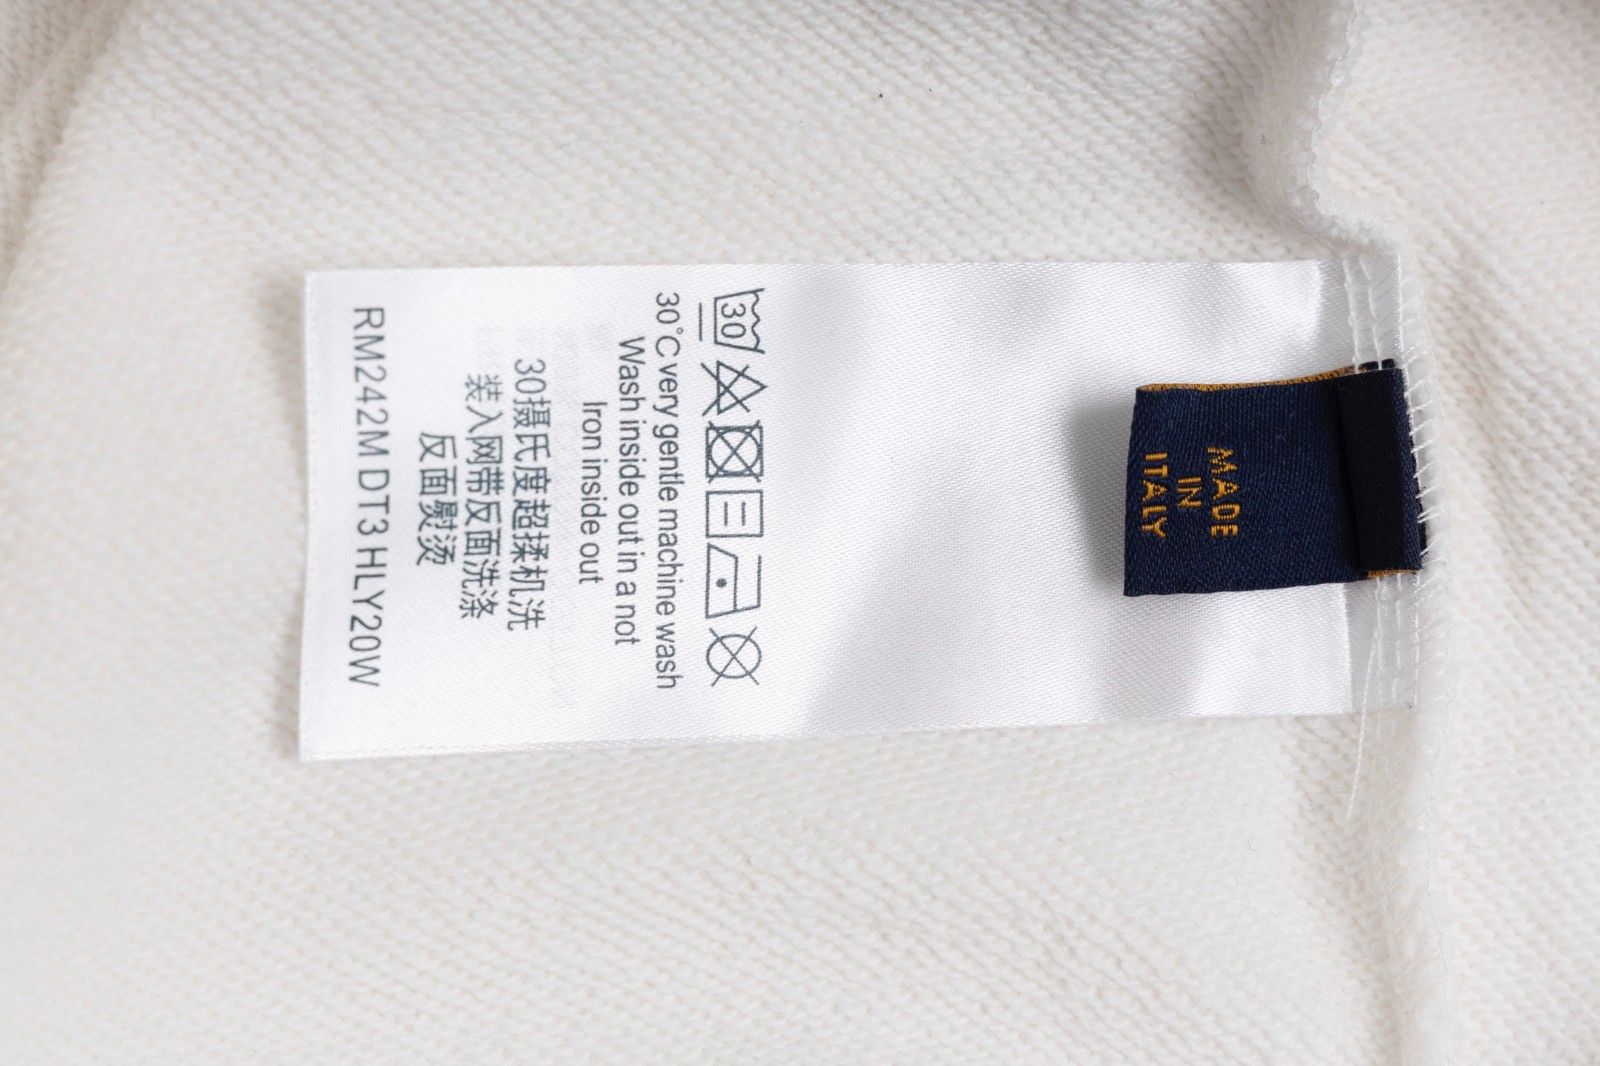 30
30°C very gentle machine wash
Wash inside out in a not
Iron inside out
30摄氏度超揉机洗
装入网带反面洗涤
反面熨烫
RM242M DT3 HLY20W
MADE
IN
ITALY